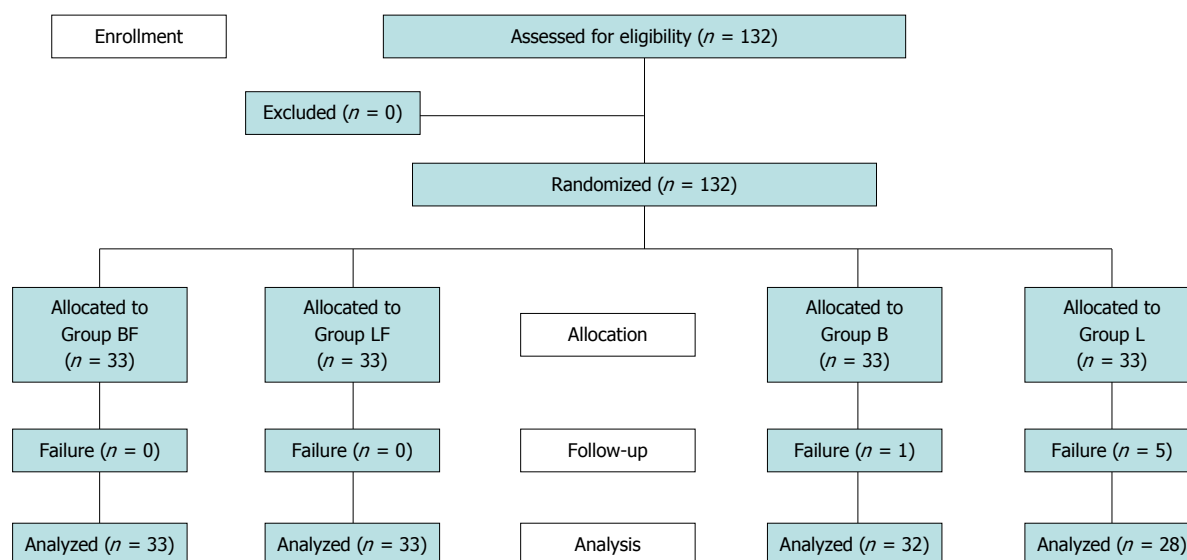 Enrollment
Assessed for eligibility (n = 132)
Excluded (n = 0)
Randomized (n = 132)
Allocated to
Group BF
(n = 33)
Allocated to
Group LF
(n = 33)
Allocation
Allocated to
Group B
(n = 33)
Allocated to
Group L
(n = 33)
Failure (n = 0)
Failure (n = 0)
Follow-up
Failure (n = 1)
Failure (n = 5)
Analyzed (n = 33)
Analyzed (n = 33)
Analysis
Analyzed (n = 32)
Analyzed (n = 28)